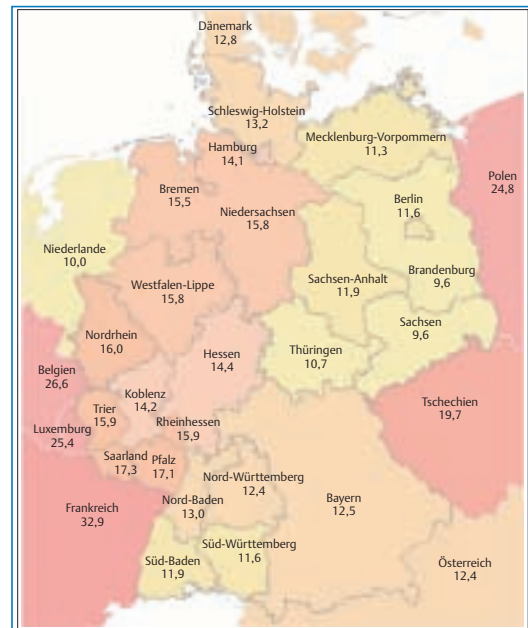 Dänemark
12,8
Schleswig-Holstein
13,2
Hamburg
14,1
Mecklenburg-Vorpommern
11,3
Polen
24,8
Bremen
15,5
Niedersachsen
15,8
Berlin
11,6
Niederlande
10,0
Westfalen-Lippe
15,8
Sachsen-Anhalt
11,9
Brandenburg
9,6
Nordrhein
16,0
Hessen
14,4
Thüringen
10,7
Sachsen
9,6
Belgien
26,6
Koblenz
14,2
Trier
15,9
Rheinhessen
15,9
Tschechien
19,7
Luxemburg
25,4
Saarland
17,3
Pfalz
17,1
Nord-Württemberg
12,4
Bayern
12,5
Frankreich
32,9
Nord-Baden
13,0
Süd-Württemberg
11,6
Süd-Baden
11,9
Österreich
12,4